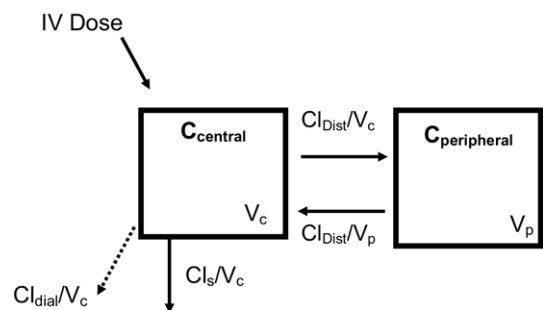 IV Dose
C_central
V_c
Cl_Dist/V_c
Cl_Dist/V_p
C_peripheral
V_p
Cl_s/V_c
Cl_dial/V_c